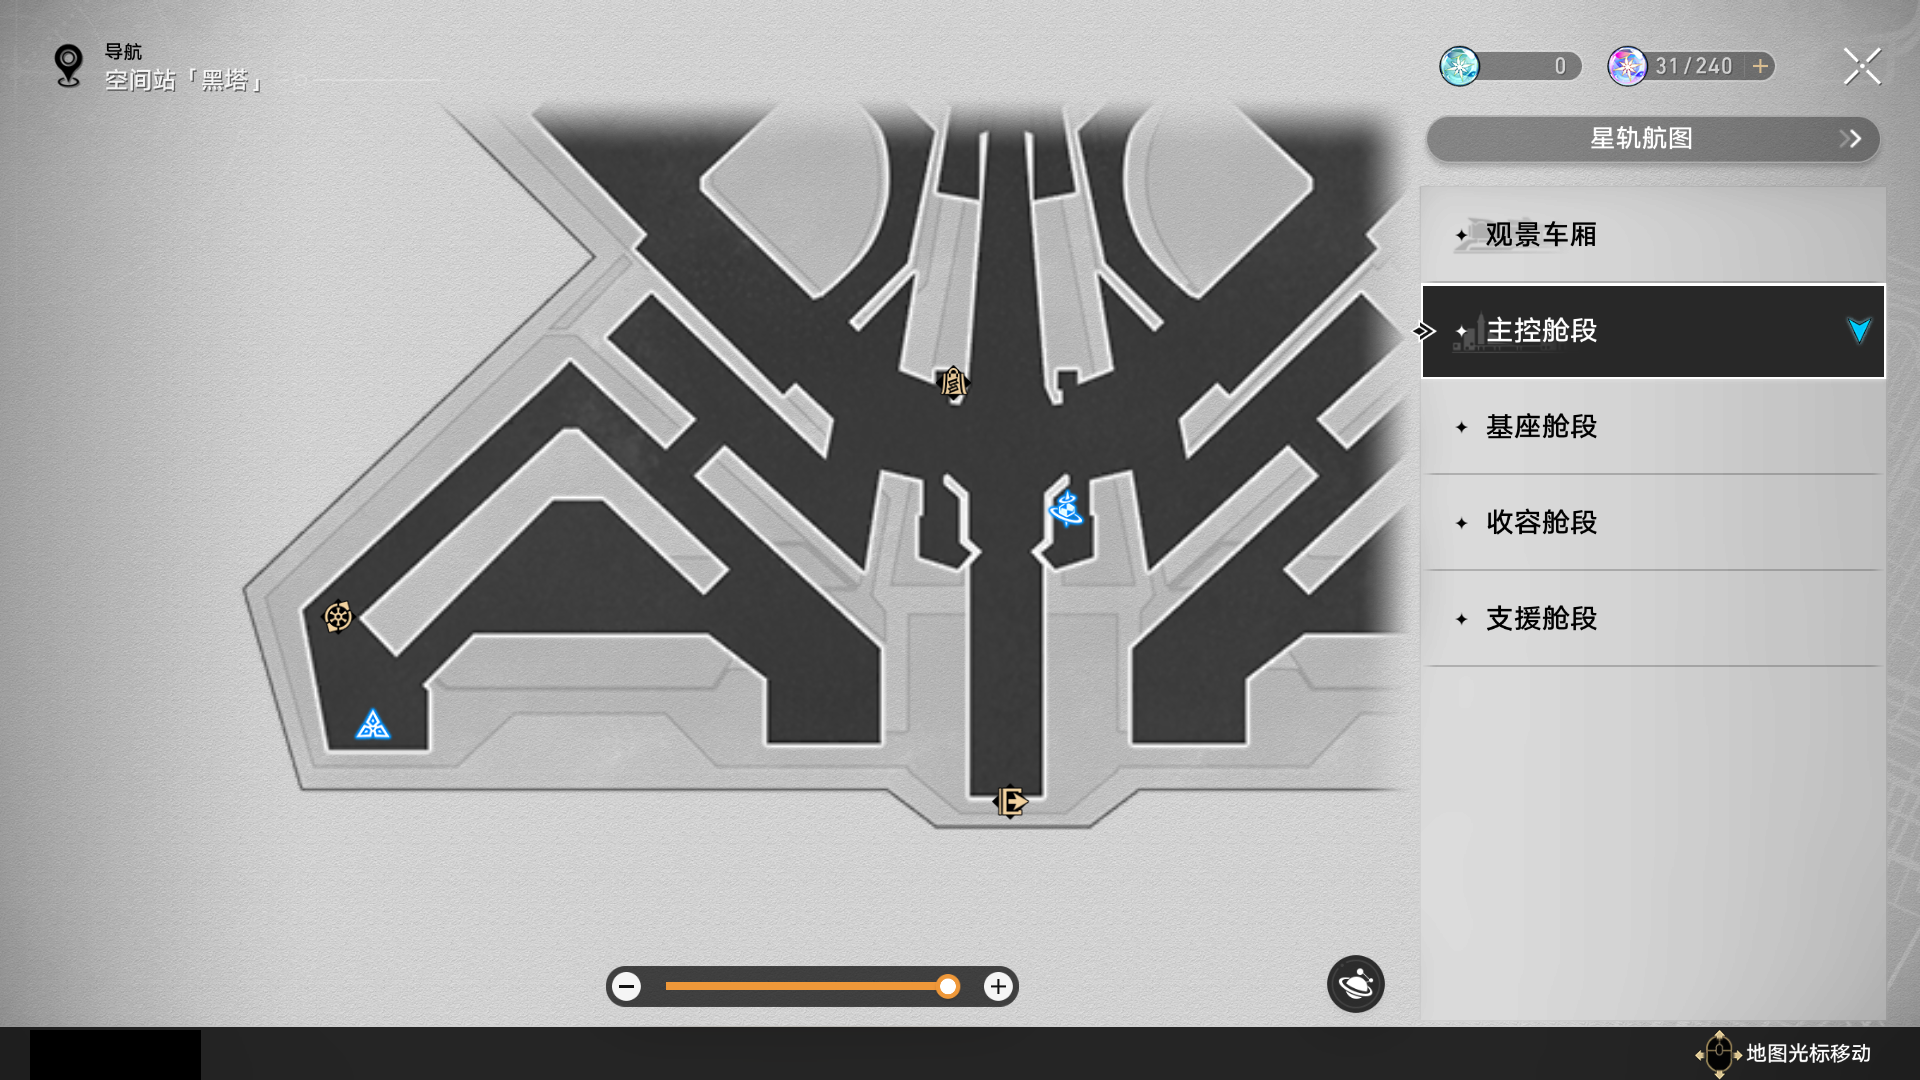 导航
空间站「黑塔」
0
31/240
星轨航图
观景车厢
主控舱段
基座舱段
收容舱段
支援舱段
地图光标移动